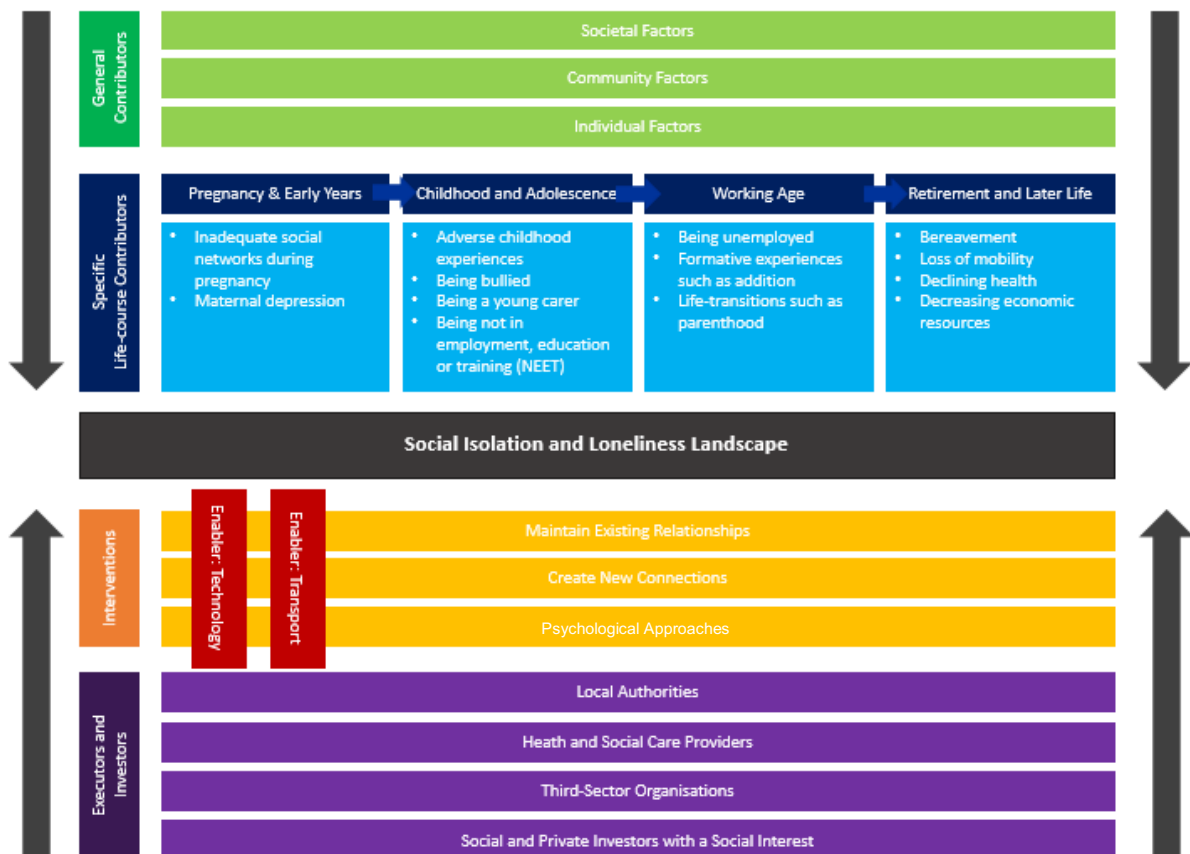 General
Contributors
Societal Factors
Community Factors
Individual Factors
Specific
Life-course Contributors
Pregnancy & Early Years
Childhood and Adolescence
Working Age
Retirement and Later Life
• Inadequate social
networks during
pregnancy
• Maternal depression
• Adverse childhood
experiences
• Being bullied
• Being a young carer
• Being not in
employment, education
or training (NEET)
• Being unemployed
• Formative experiences
such as addition
• Life-transitions such as
parenthood
• Bereavement
• Loss of mobility
• Declining health
• Decreasing economic
resources
Social Isolation and Loneliness Landscape
Interventions
Enabler: Technology
Enabler: Transport
Maintain Existing Relationships
Create New Connections
Psychological Approaches
Executors and
Investors
Local Authorities
Heath and Social Care Providers
Third-Sector Organisations
Social and Private Investors with a Social Interest